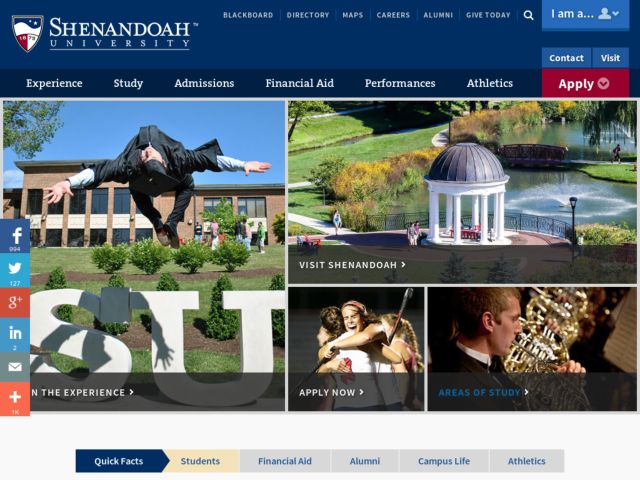 BLACKBOARD DIRECTORY MAPS CAREERS ALUMNI GIVE TODAY
I am a...
SHENANDOAH™
UNIVERSITY
1875
Contact Visit
Experience Study Admissions Financial Aid Performances Athletics Apply
994
127
g+
2
1K
SU
VISIT SHENANDOAH
N THE EXPERIENCE
APPLY NOW
AREAS OF STUDY
Quick Facts Students Financial Aid Alumni Campus Life Athletics